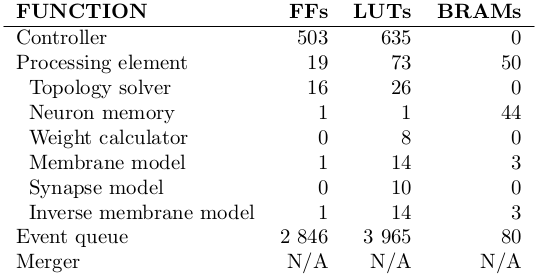 FUNCTION FFs LUTs BRAMs
Controller 503 635 0
Processing element 19 73 50
Topology solver 16 26 0
Neuron memory 1 1 44
Weight calculator 0 8 0
Membrane model 1 14 3
Synapse model 0 10 0
Inverse membrane model 1 14 3
Event queue 2 846 3 965 80
Merger N/A N/A N/A